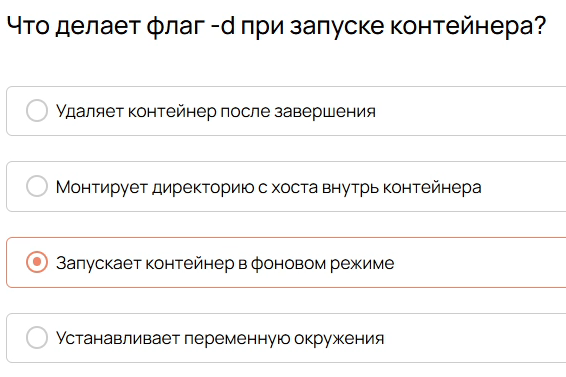 Что делает флаг -d при запуске контейнера?
Удаляет контейнер после завершения
Монтирует директорию с хоста внутрь контейнера
Запускает контейнер в фоновом режиме
Устанавливает переменную окружения